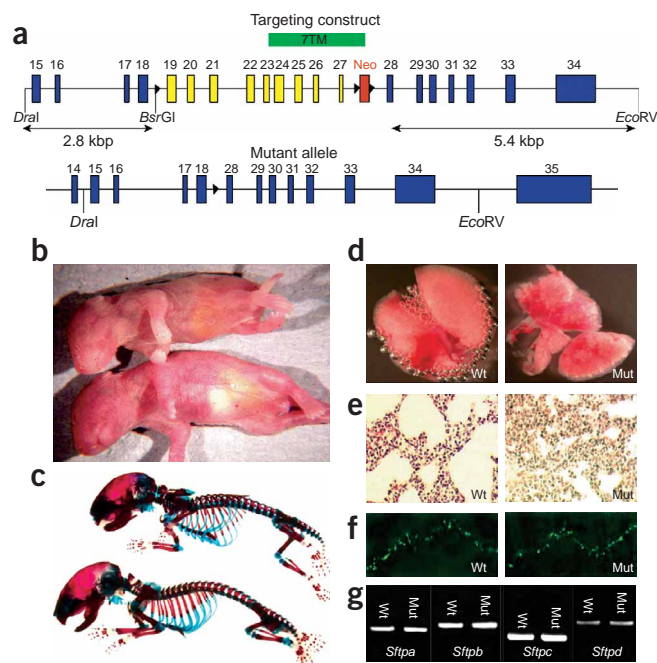 a
Targeting construct
7TM
15 16 17 18 19 20 21 22 23 24 25 26 27 Neo 28 29 30 31 32 33 34
DraI BsrGI EcoRV
2.8 kbp 5.4 kbp
Mutant allele
14 15 16 17 18 28 29 30 31 32 33 34 35
DraI EcoRV
b
c
d
Wt Mut
e
Wt Mut
f
Wt Mut
g
Wt Mut Wt Mut Wt Mut Wt Mut
Sftpa Sftpb Sftpc Sftpd